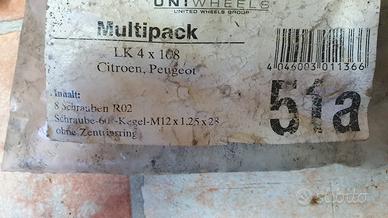 UNIWHEELS
UNITED WHEELS GROUP
Multipack
LK 4 x 108
Citroen, Peugeot
4 046003 011366
51a
Inhalt:
8 Schrauben R02
Schraube-60°-Kegel-M12 x 1.25 x 28
ohne Zentrierring
subito